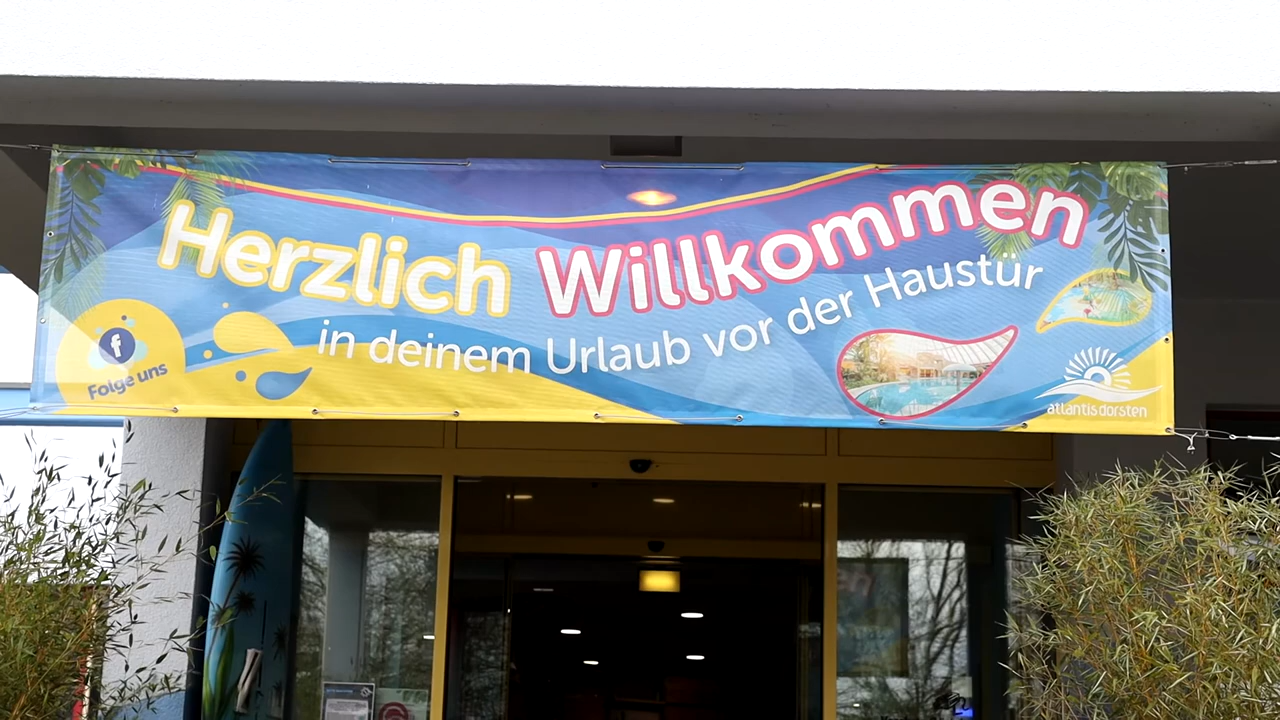 Herzlich Willkommen
in deinem Urlaub vor der Haustür
f
Folge uns
atlantis dorsten